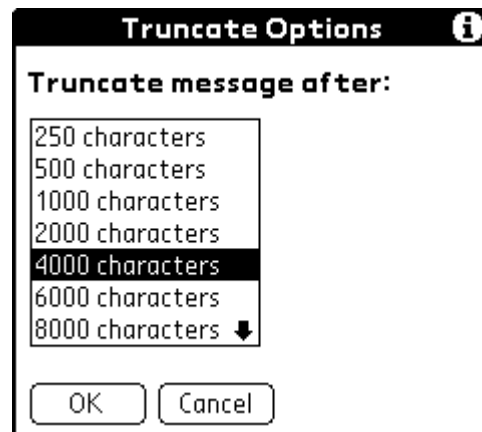 Truncate Options
Truncate message after:
250 characters
500 characters
1000 characters
2000 characters
4000 characters
6000 characters
8000 characters
OK Cancel